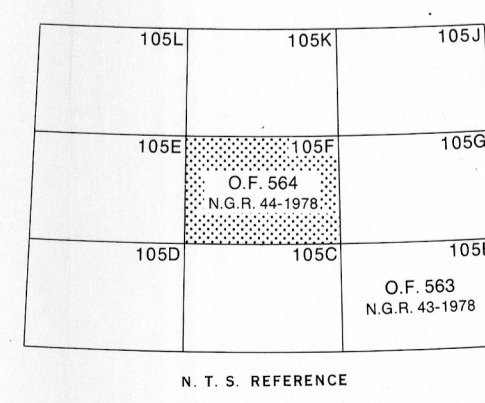 105L 105K 105J
105E 105F 105G
O.F. 564
N.G.R. 44-1978
105D 105C
O.F. 563
N.G.R. 43-1978
N. T. S. REFERENCE